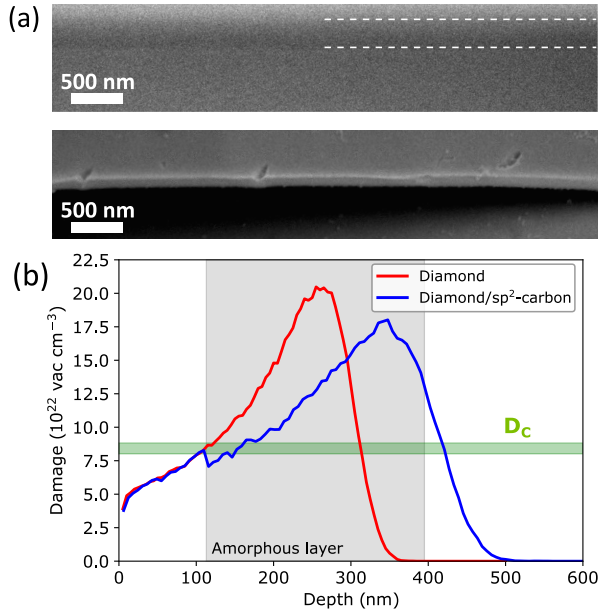 (a)
500 nm
500 nm
(b)
Damage (10²² vac cm⁻³)
22.5
20.0
17.5
15.0
12.5
10.0
7.5
5.0
2.5
0.0
Diamond
Diamond/sp²-carbon
D_C
Amorphous layer
0
100
200
300
400
500
600
Depth (nm)